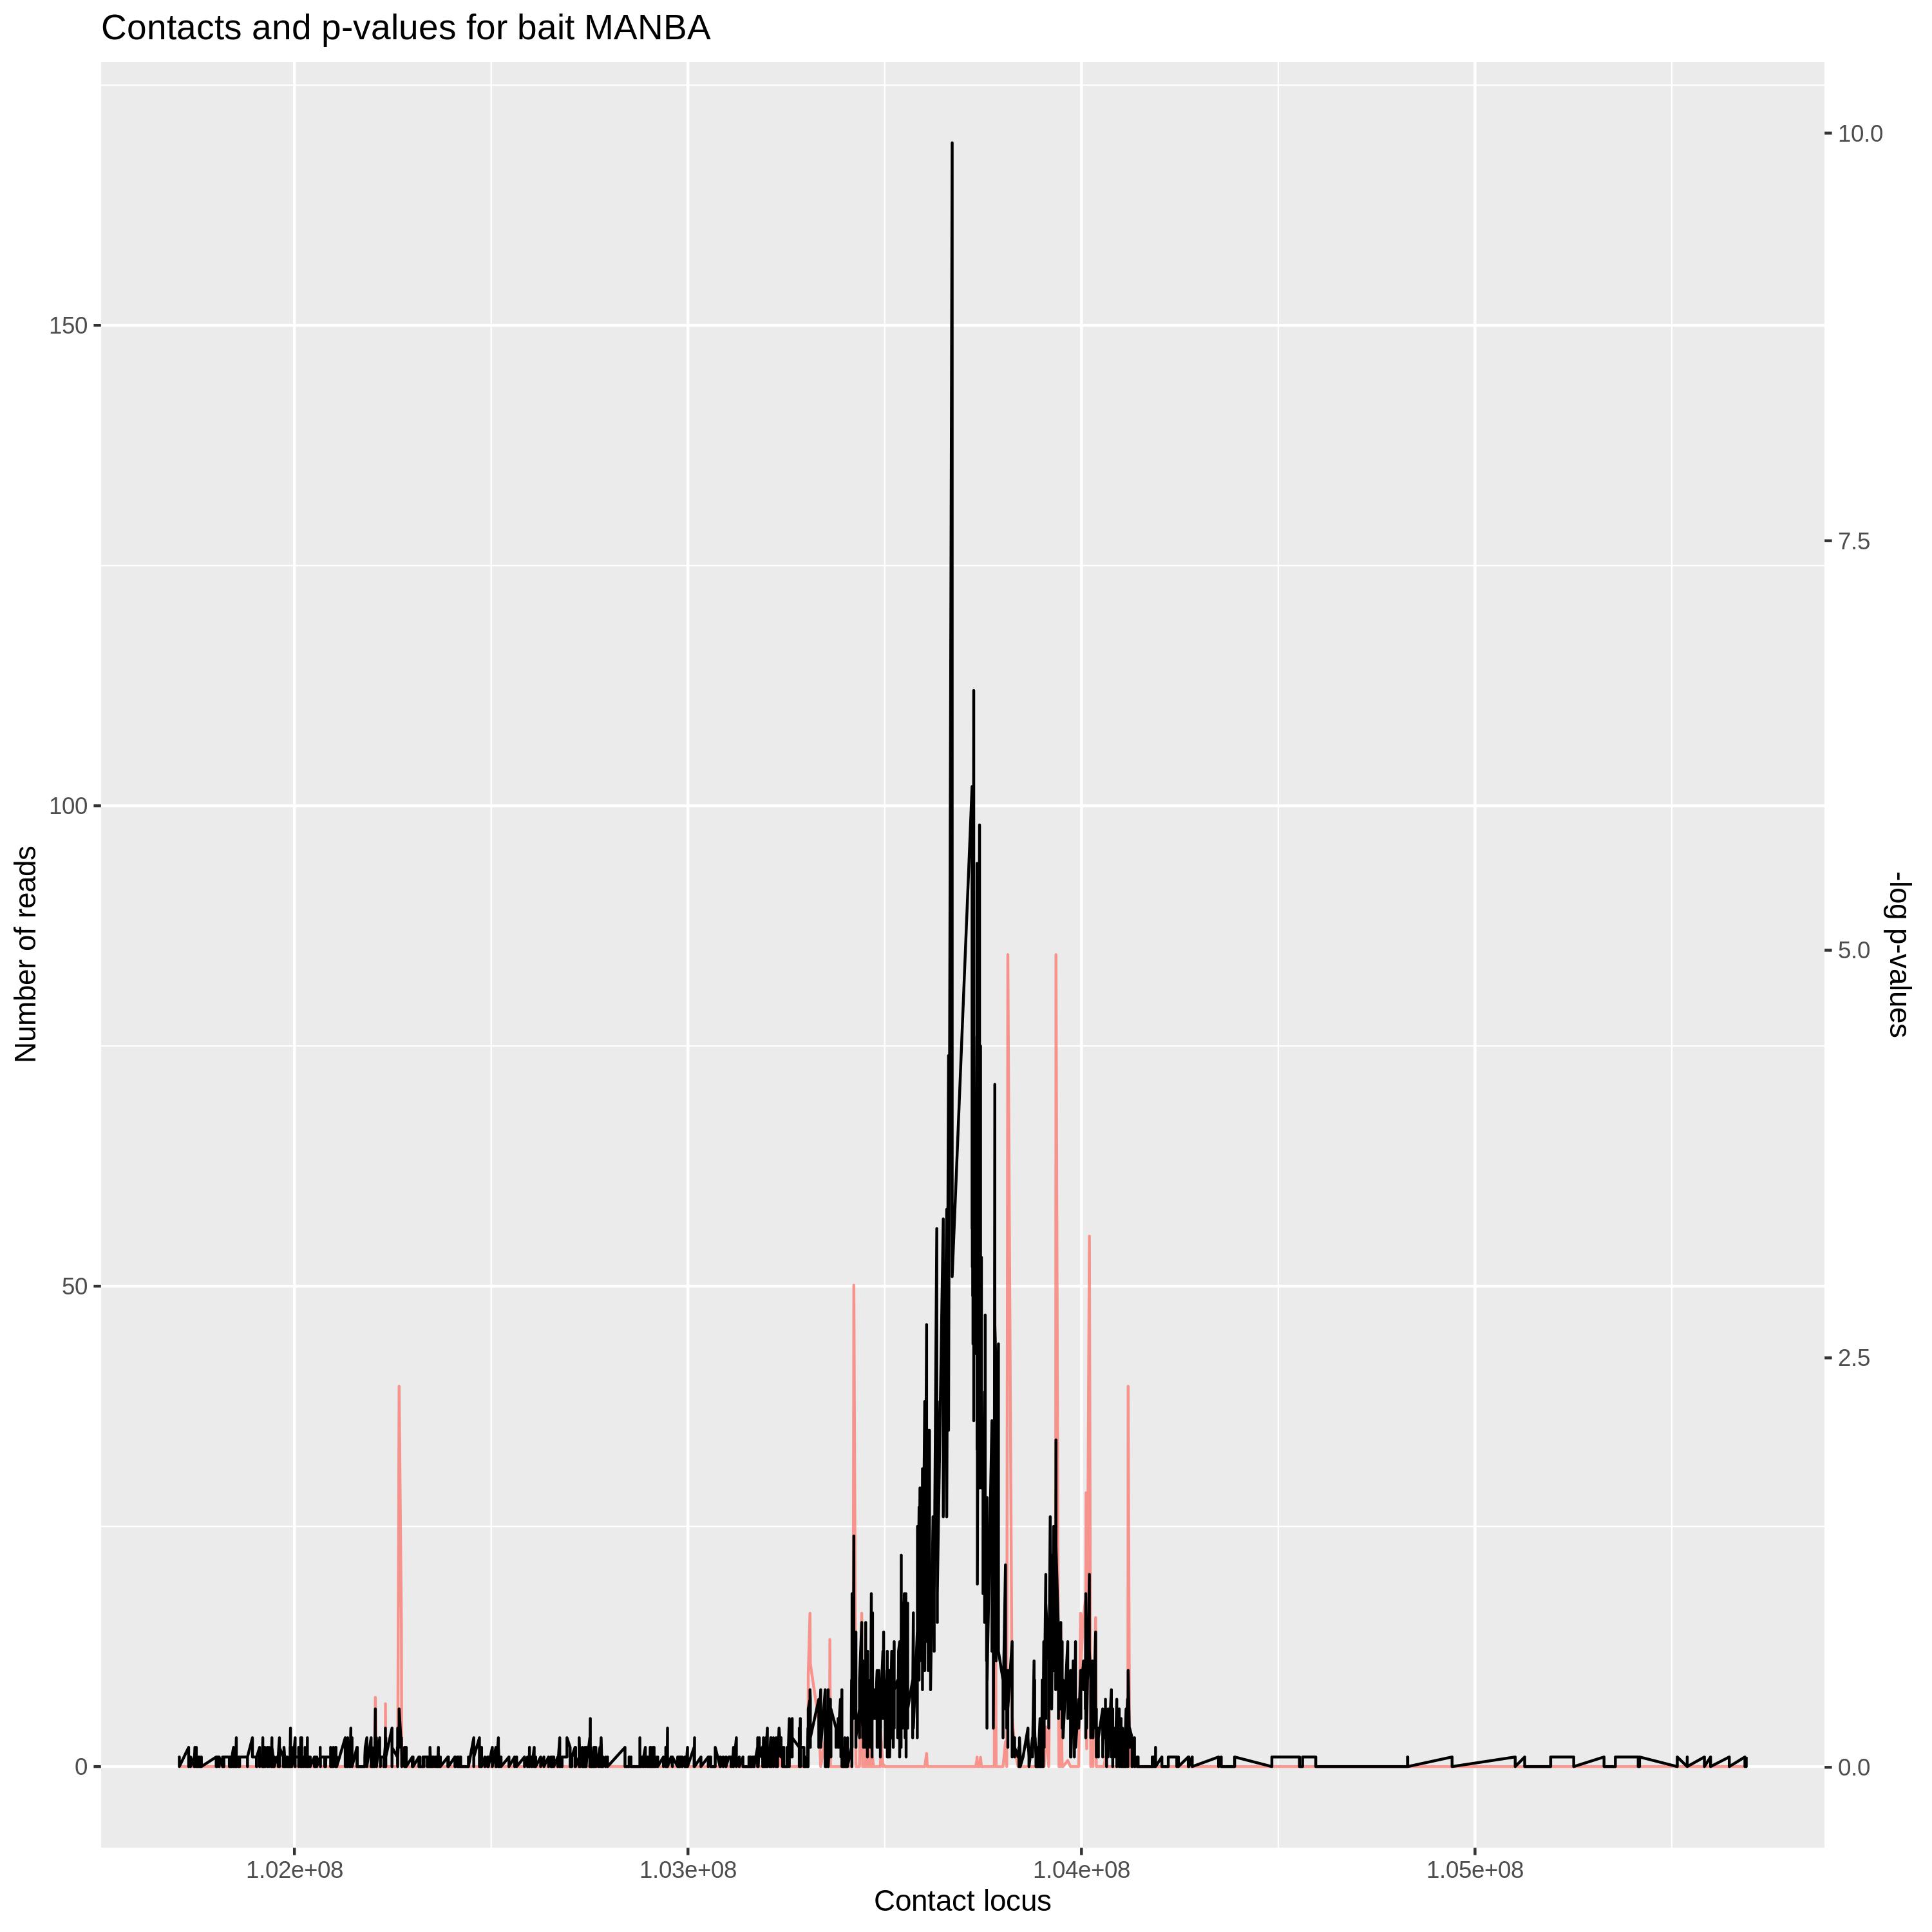 Contacts and p-values for bait MANBA
150
100
50
0
Number of reads
10.0
7.5
5.0
2.5
0.0
-log p-values
1.02e+08
1.03e+08
1.04e+08
1.05e+08
Contact locus